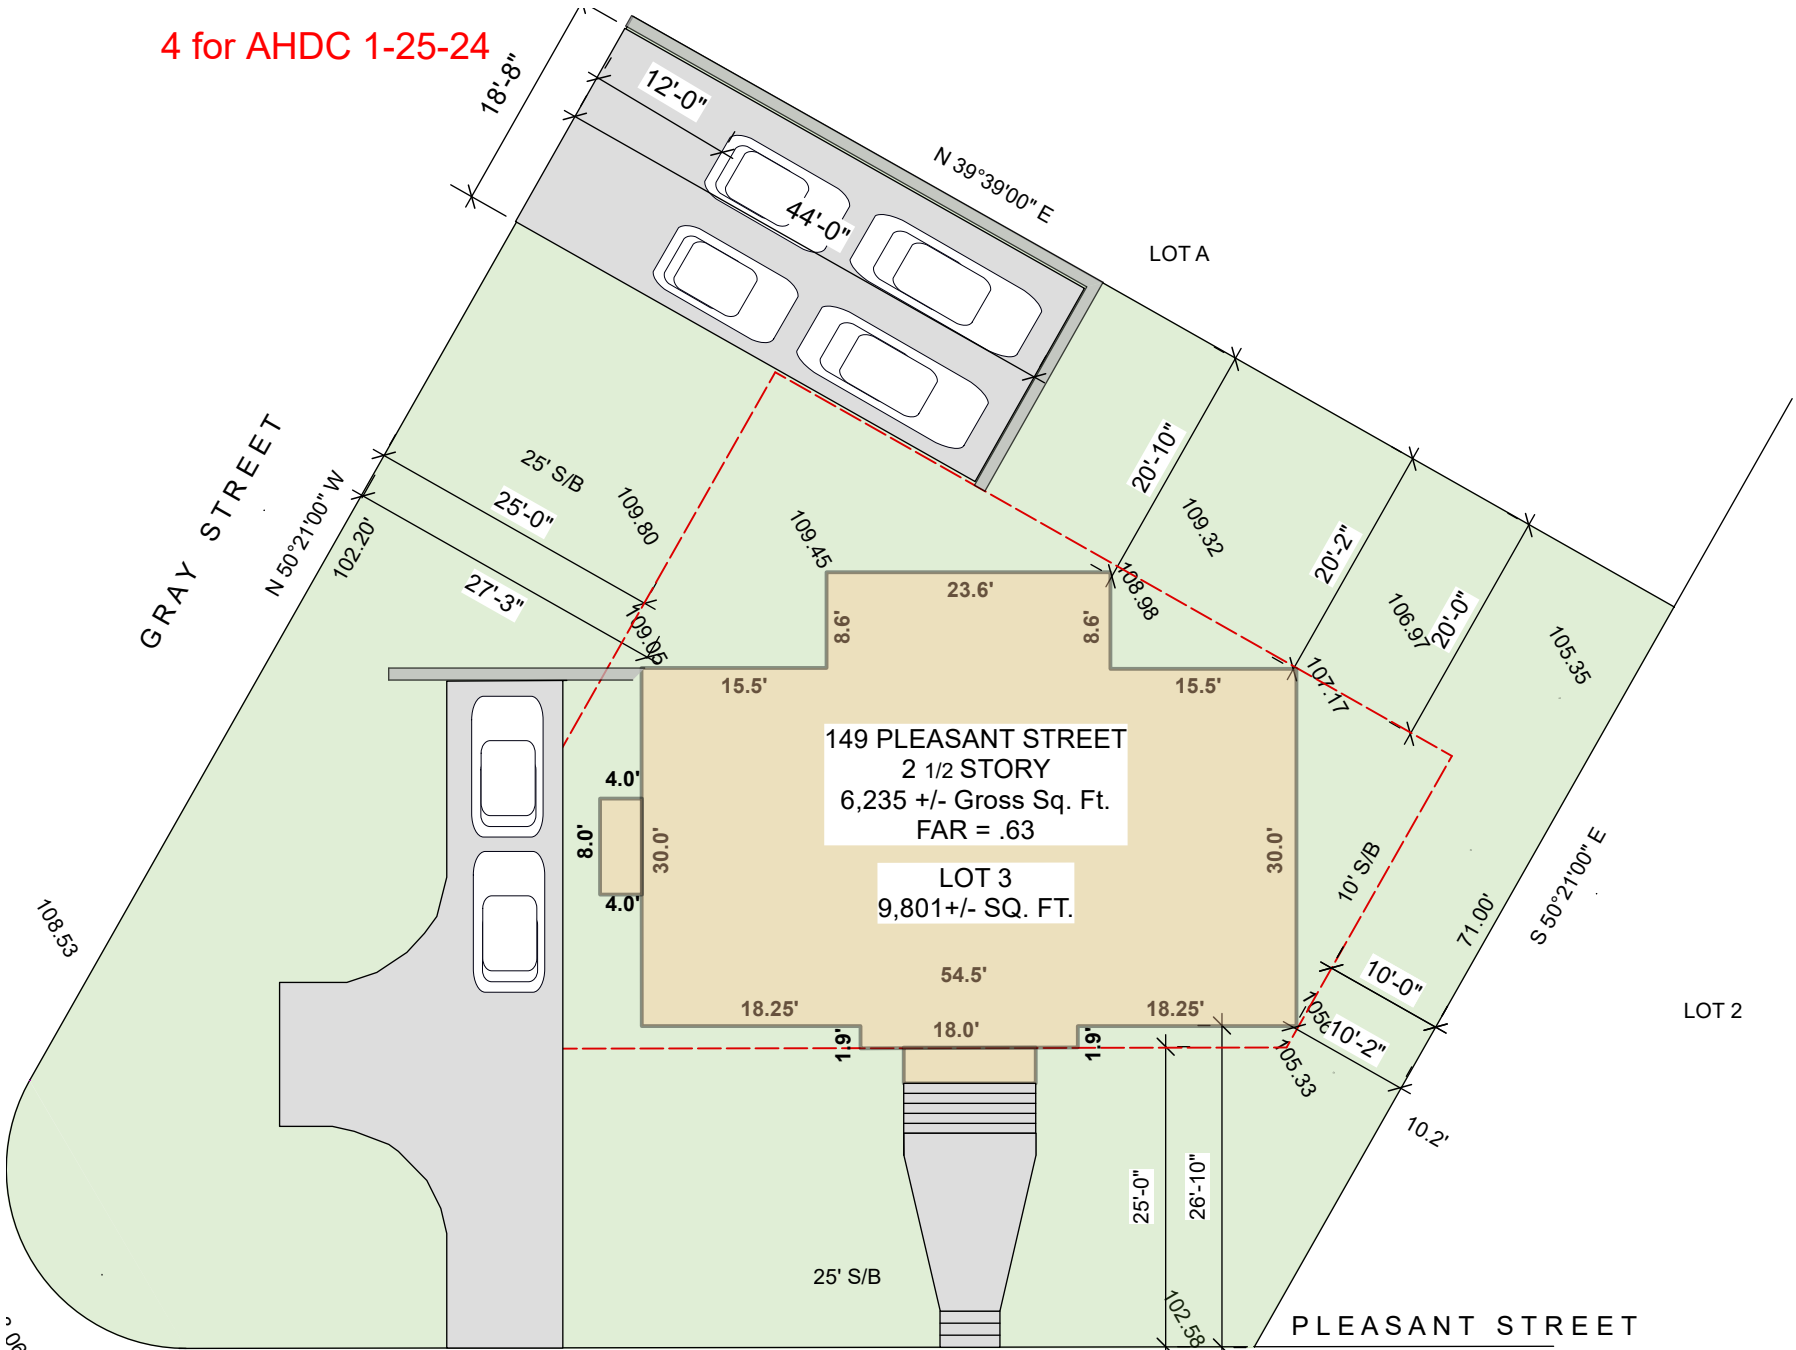 4 for AHDC 1-25-24
18'-8"
12'-0"
44'-0"
N 39°39'00" E
LOT A
GRAY STREET
N 50°21'00" W
102.20'
25' S/B
25'-0"
27'-3"
109.80
109.05
109.45
20'-10"
109.32
108.98
20'-2"
106.97
20'-0"
105.35
107.17
23.6'
8.6'
8.6'
15.5'
15.5'
149 PLEASANT STREET
2 1/2 STORY
6,235 +/- Gross Sq. Ft.
FAR = .63
LOT 3
9,801+/- SQ. FT.
4.0'
8.0'
4.0'
30.0'
30.0'
54.5'
18.25'
18.0'
18.25'
1.9'
1.9'
10' S/B
71.00'
S 50°21'00" E
LOT 2
10'-0"
10'-2"
105.33
10.2'
108.53
25'-0"
26'-10"
25' S/B
102.58
PLEASANT STREET